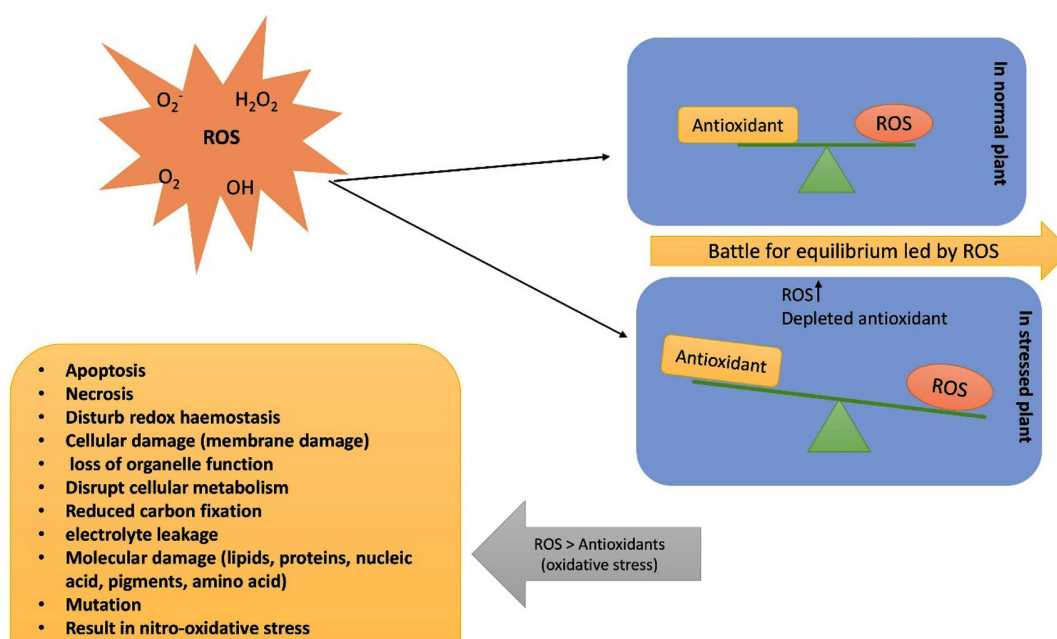 O₂⁻
H₂O₂
ROS
O₂
OH
Antioxidant
ROS
In normal plant
Battle for equilibrium led by ROS
ROS↑
Depleted antioxidant
Antioxidant
ROS
In stressed plant
• Apoptosis
• Necrosis
• Disturb redox haemostasis
• Cellular damage (membrane damage)
• loss of organelle function
• Disrupt cellular metabolism
• Reduced carbon fixation
• electrolyte leakage
• Molecular damage (lipids, proteins, nucleic
acid, pigments, amino acid)
• Mutation
• Result in nitro-oxidative stress
ROS > Antioxidants
(oxidative stress)